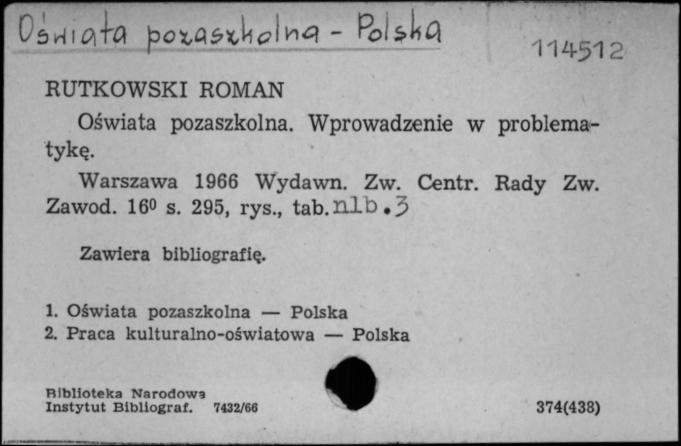 Oświata pozaszkolna - Polska
114512
RUTKOWSKI ROMAN
Oświata pozaszkolna. Wprowadzenie w problema-
tykę.
Warszawa 1966 Wydawn. Zw. Centr. Rady Zw.
Zawod. 16⁰ s. 295, rys., tab. nlb. 3
Zawiera bibliografię.
1. Oświata pozaszkolna — Polska
2. Praca kulturalno-oświatowa — Polska
Biblioteka Narodowa
Instytut Bibliograf. 7432/66
374(438)